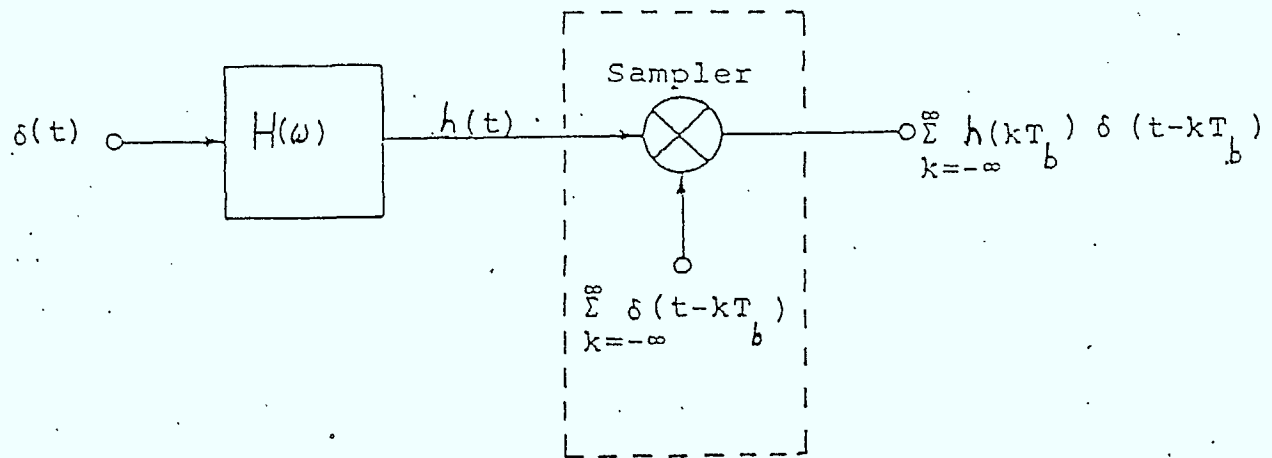 Sampler
δ(t)
H(ω)
h(t)
∞
Σ h(kT_b) δ (t-kT_b)
k=-∞
∞
Σ δ(t-kT_b)
k=-∞